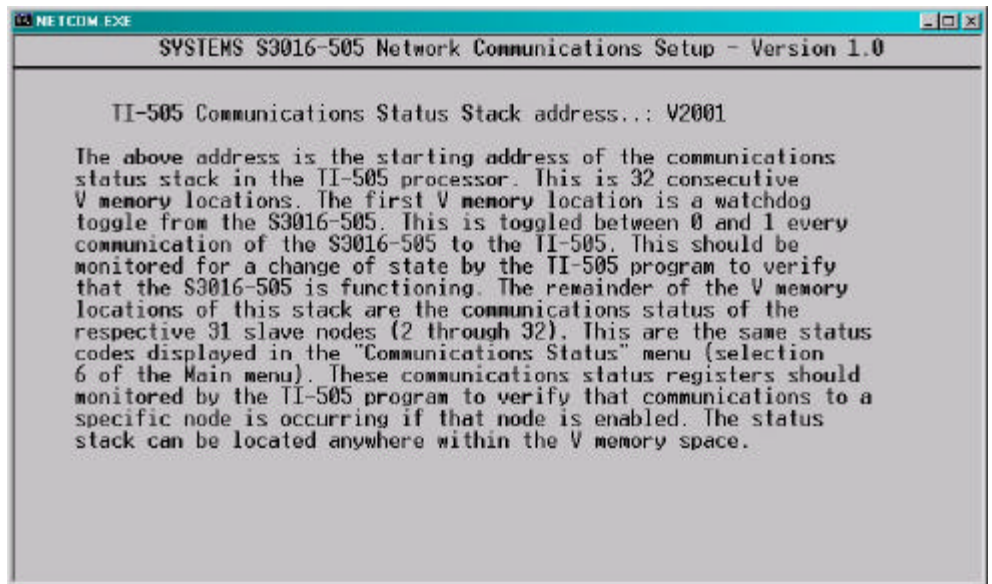 NETCOM.EXE
SYSTEMS S3016-505 Network Communications Setup - Version 1.0
TI-505 Communications Status Stack address..: V2001
The above address is the starting address of the communications
status stack in the TI-505 processor. This is 32 consecutive
V memory locations. The first V memory location is a watchdog
toggle from the S3016-505. This is toggled between 0 and 1 every
communication of the S3016-505 to the TI-505. This should be
monitored for a change of state by the TI-505 program to verify
that the S3016-505 is functioning. The remainder of the V memory
locations of this stack are the communications status of the
respective 31 slave nodes (2 through 32). This are the same status
codes displayed in the "Communications Status" menu (selection
6 of the Main menu). These communications status registers should
monitored by the TI-505 program to verify that communications to a
specific node is occurring if that node is enabled. The status
stack can be located anywhere within the V memory space.